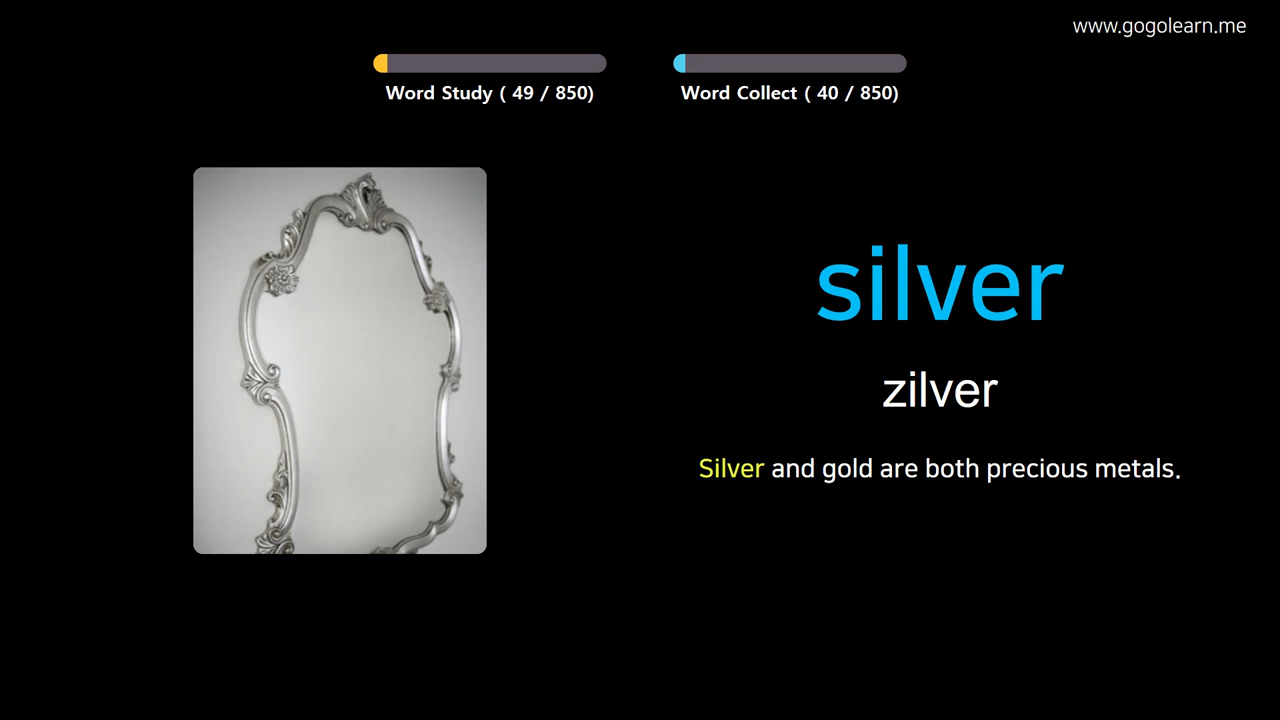 www.gogolearn.me
Word Study ( 49 / 850)
Word Collect ( 40 / 850)
silver
zilver
Silver and gold are both precious metals.